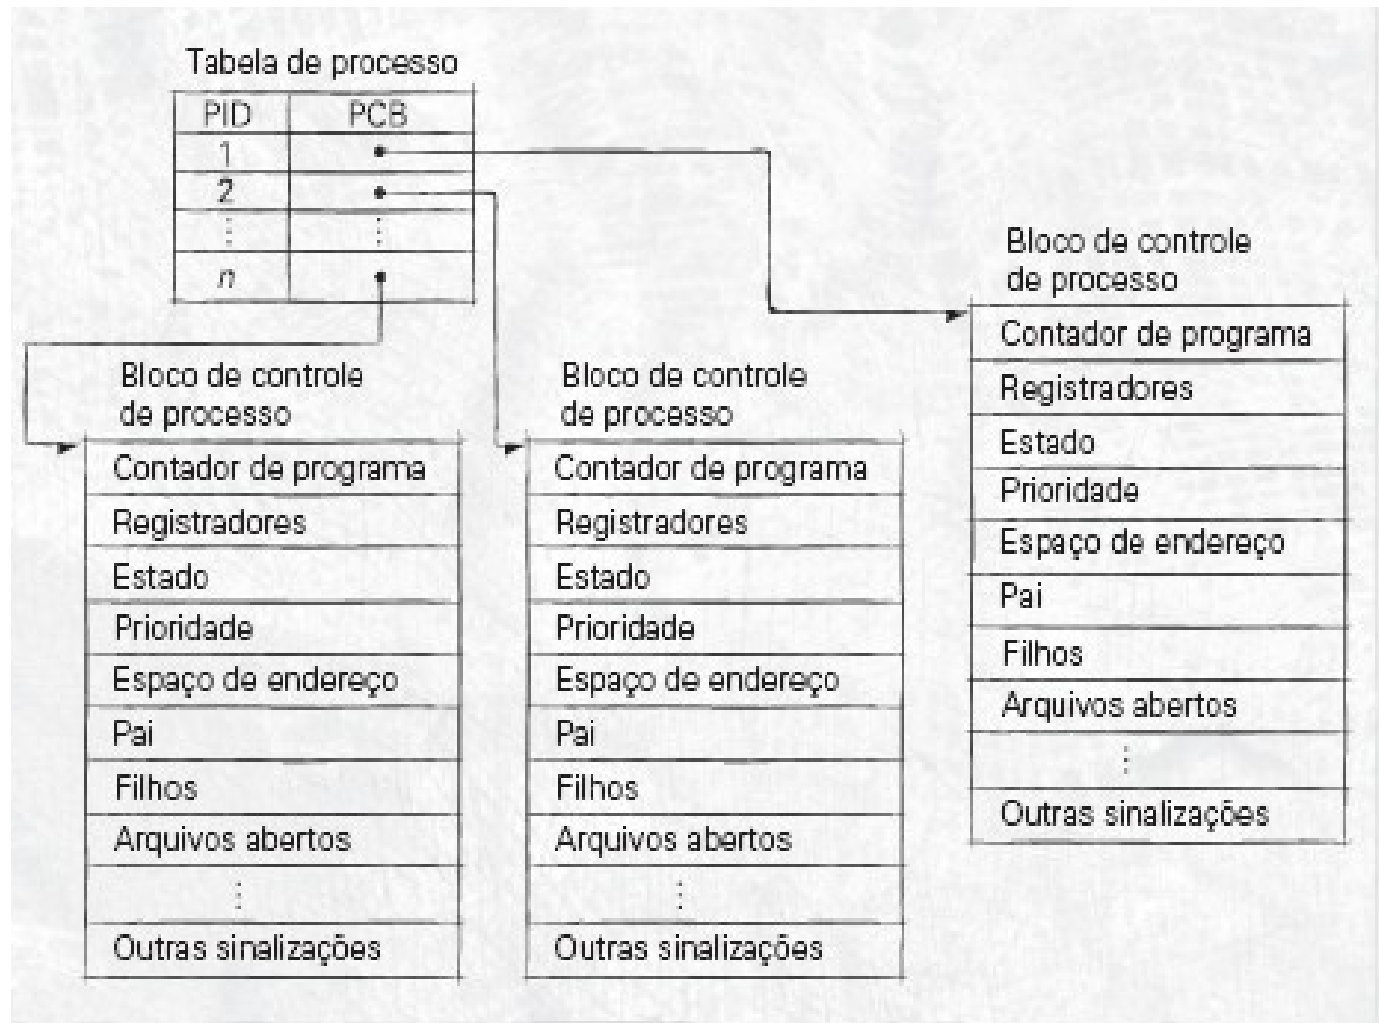 Tabela de processo
PID PCB
1
2
⋮ ⋮
n
Bloco de controle
de processo
Contador de programa
Registradores
Estado
Prioridade
Espaço de endereço
Pai
Filhos
Arquivos abertos
⋮
Outras sinalizações
Bloco de controle
de processo
Contador de programa
Registradores
Estado
Prioridade
Espaço de endereço
Pai
Filhos
Arquivos abertos
⋮
Outras sinalizações
Bloco de controle
de processo
Contador de programa
Registradores
Estado
Prioridade
Espaço de endereço
Pai
Filhos
Arquivos abertos
⋮
Outras sinalizações